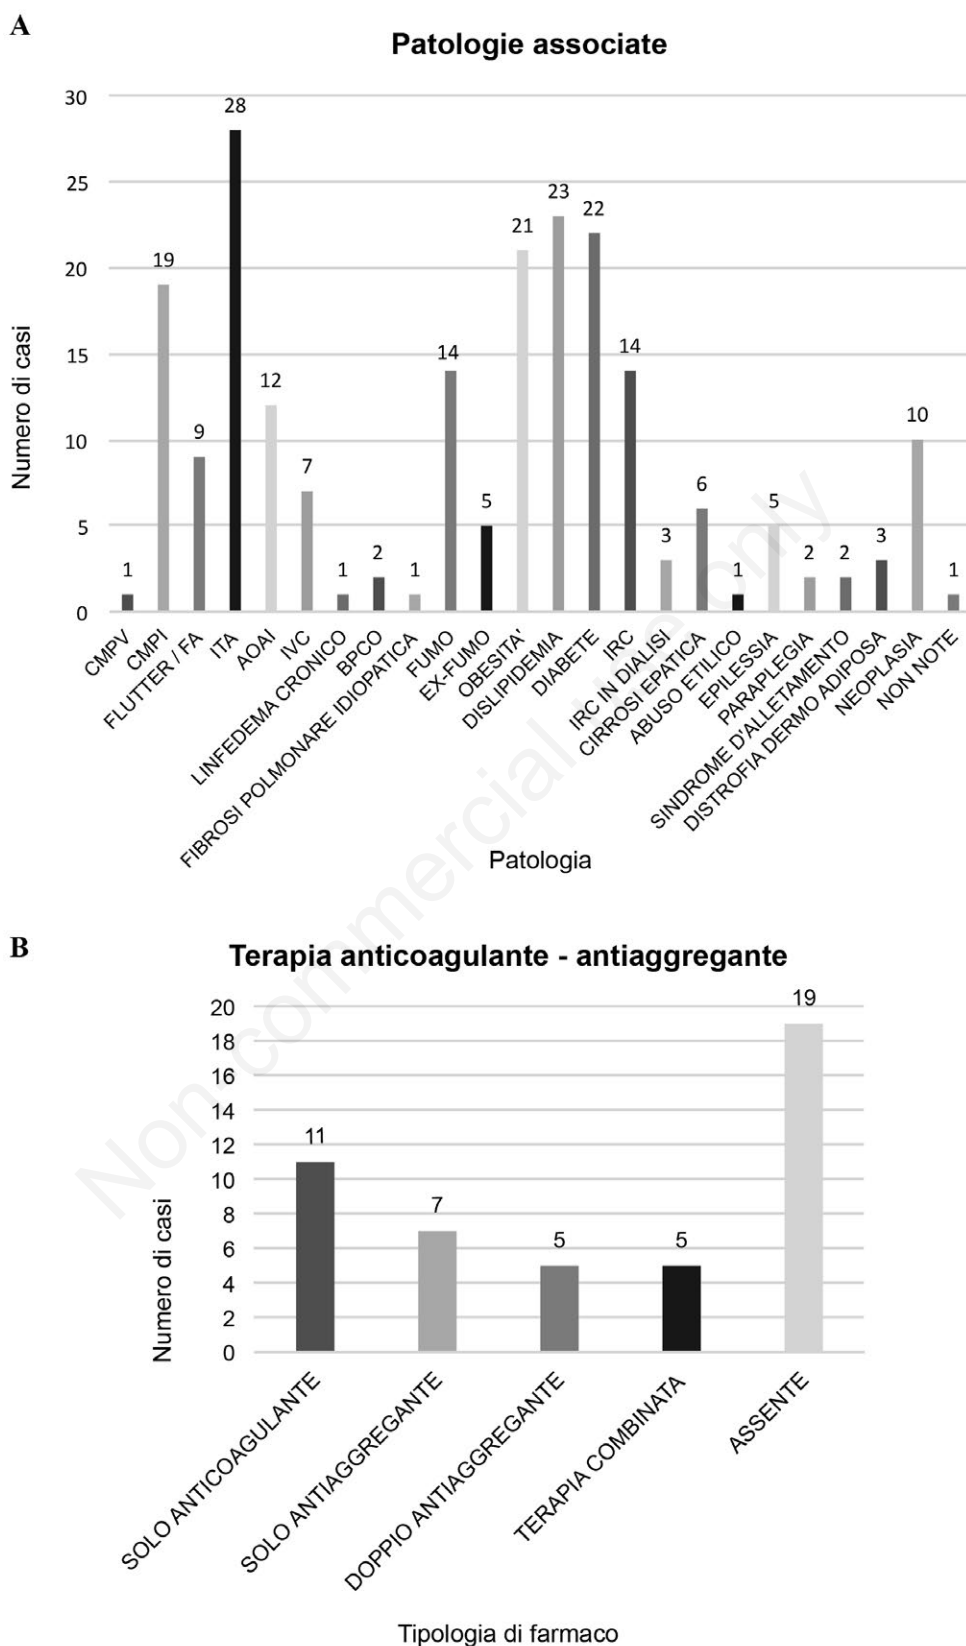 A
Patologie associate
30
25
20
15
10
5
0
Numero di casi
1
19
9
28
12
7
1
2
1
14
5
21
23
22
14
3
6
1
5
2
2
3
10
1
CMPV
CMPI
FLUTTER / FA
ITA
AOAI
IVC
LINFEDEMA CRONICO
BPCO
FIBROSI POLMONARE IDIOPATICA
FUMO
EX-FUMO
OBESITA'
DISLIPIDEMIA
DIABETE
IRC
IRC IN DIALISI
CIRROSI EPATICA
ABUSO ETILICO
EPILESSIA
PARAPLEGIA
SINDROME D'ALLETAMENTO
DISTROFIA DERMO ADIPOSA
NEOPLASIA
NON NOTE
Patologia
B
Terapia anticoagulante - antiaggregante
20
18
16
14
12
10
8
6
4
2
0
Numero di casi
11
7
5
5
19
SOLO ANTICOAGULANTE
SOLO ANTIAGGREGANTE
DOPPIO ANTIAGGREGANTE
TERAPIA COMBINATA
ASSENTE
Tipologia di farmaco
Non-commercial use only